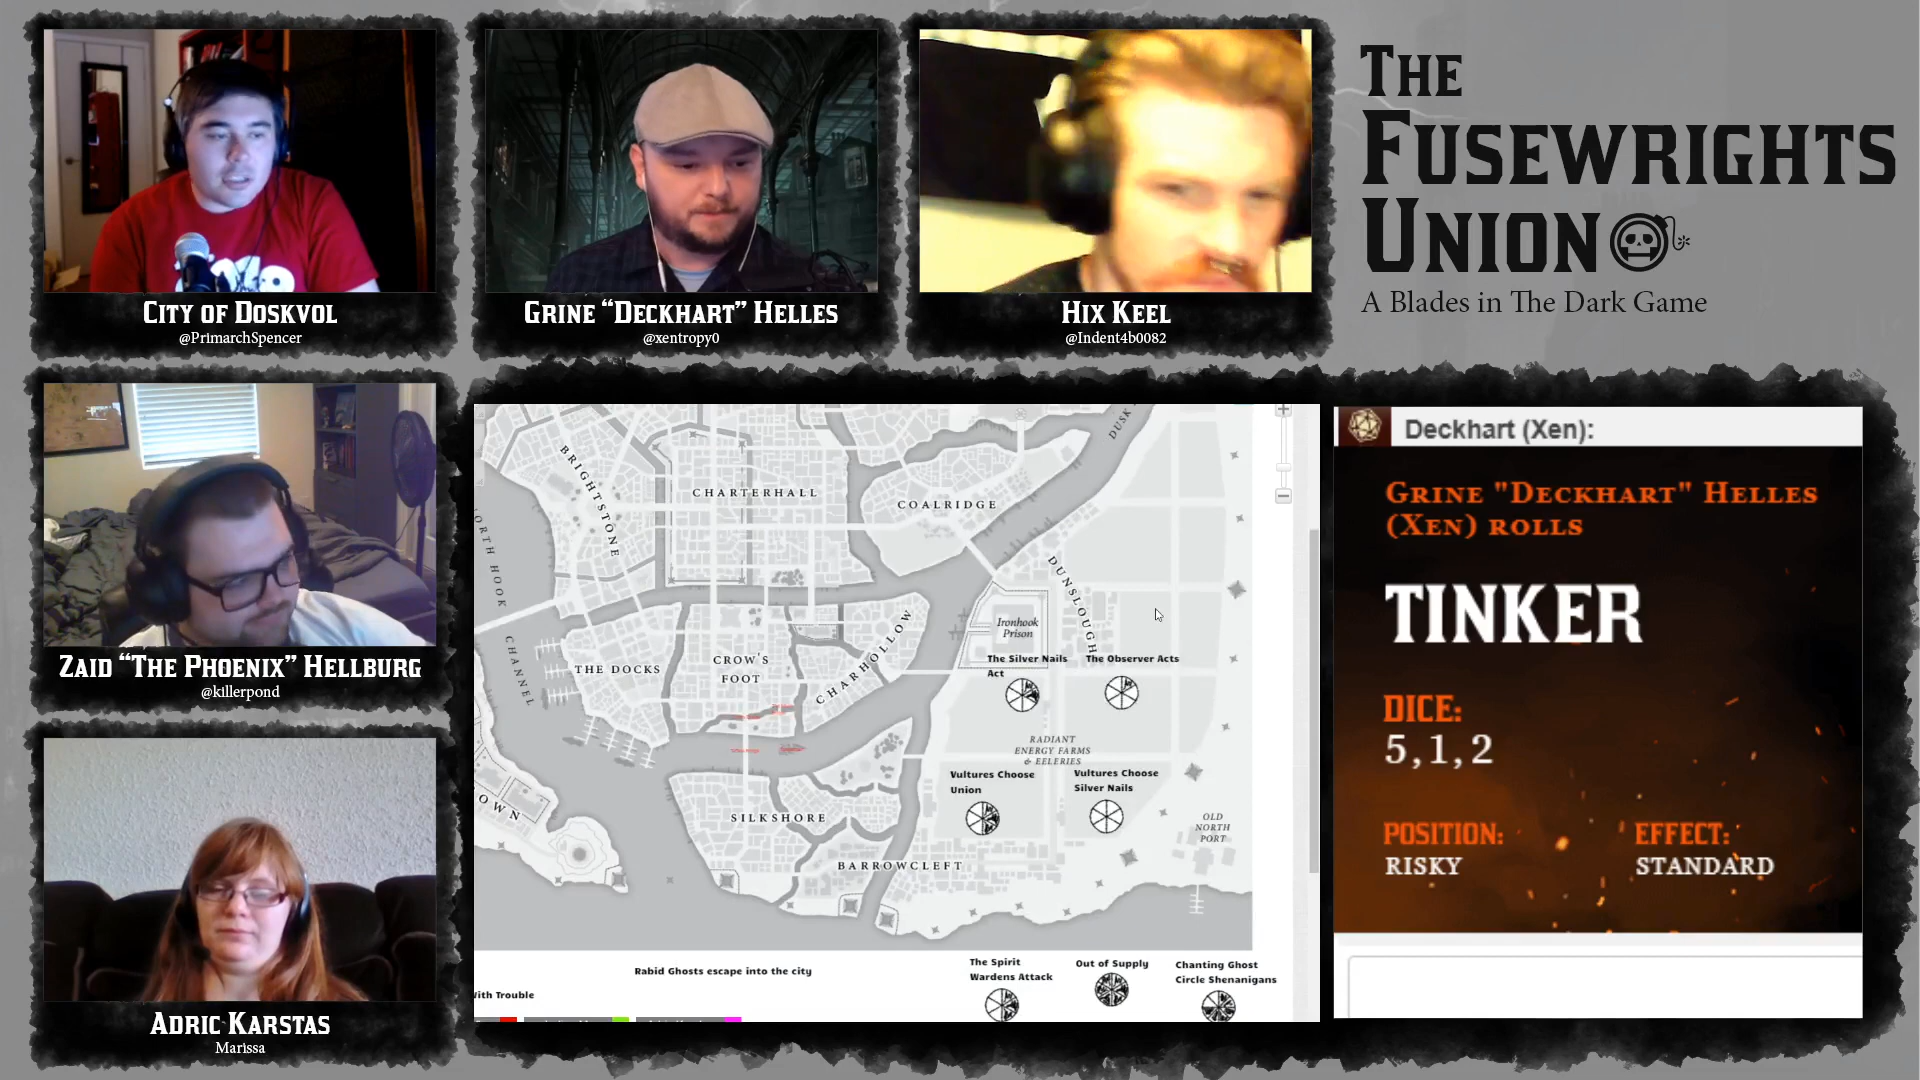 THE
FUSEWRIGHTS
UNION
A Blades in The Dark Game
CITY OF DOSKVOL
@PrimarchSpencer
GRINE “DECKHART” HELLES
@xentropy0
HIX KEEL
@Indent4b0082
ZAID “THE PHOENIX” HELLBURG
@killerpond
ADRIC KARSTAS
Marissa
BRIGHTSTONE
CHARTERHALL
COALRIDGE
DUSK
ORTH HOOK
CHANNEL
DUNSLOUGH
Ironhook
Prison
THE DOCKS
CROW'S
FOOT
CHARHOLLOW
The Silver Nails
Act
The Observer Acts
RADIANT
ENERGY FARMS
& EELERIES
Vultures Choose
Union
Vultures Choose
Silver Nails
OWN
SILKSHORE
BARROWCLEFT
OLD
NORTH
PORT
Rabid Ghosts escape into the city
With Trouble
The Spirit
Wardens Attack
Out of Supply
Chanting Ghost
Circle Shenanigans
Deckhart (Xen):
GRINE "DECKHART" HELLES
(XEN) ROLLS
TINKER
DICE:
5,1,2
POSITION:
RISKY
EFFECT:
STANDARD